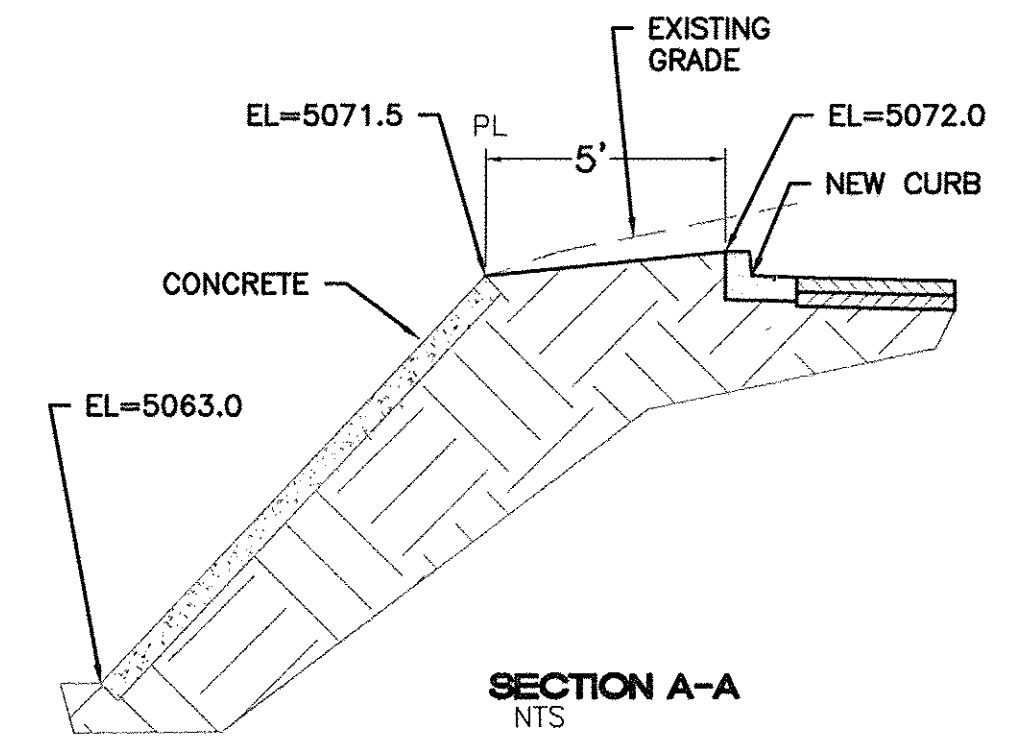 EXISTING
GRADE
EL=5071.5
PL
5'
EL=5072.0
NEW CURB
CONCRETE
EL=5063.0
SECTION A-A
NTS